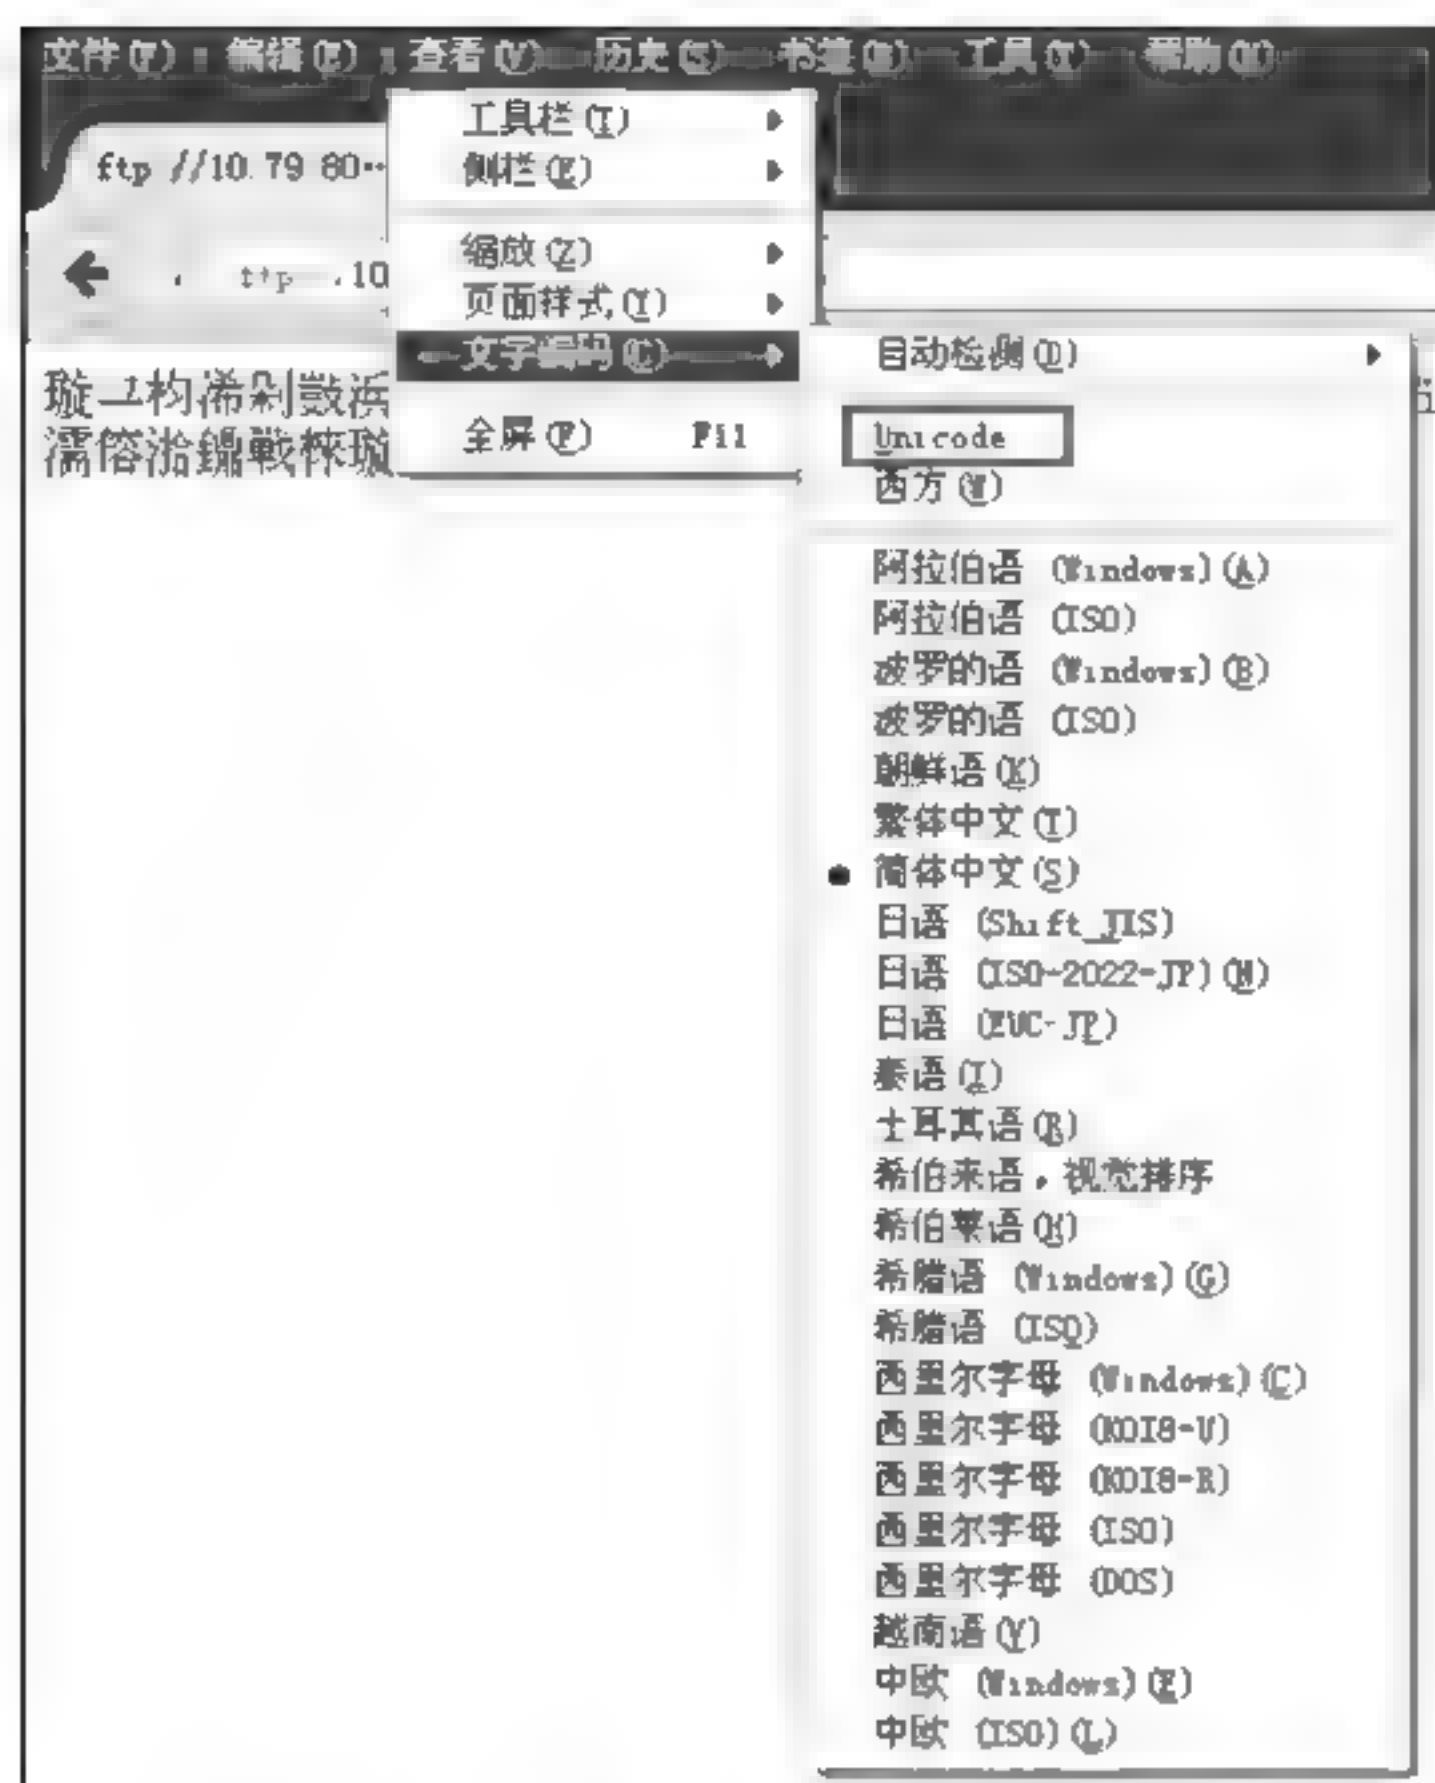 文件(F) 编辑(E) 查看(V) 历史(S) 书签(B) 工具(T) 帮助(H)
ftp //10.79 80
工具栏(T)
侧栏(E)
缩放(Z)
页面样式(Y)
文字编码(C)
全屏(F) F11
自动检测(D)
Unicode
西方(W)
阿拉伯语 (Windows)(A)
阿拉伯语 (ISO)
波罗的语 (Windows)(B)
波罗的语 (ISO)
朝鲜语(K)
繁体中文(T)
简体中文(S)
日语 (Shift_JIS)
日语 (ISO-2022-JP)(N)
日语 (EUC-JP)
泰语(I)
土耳其语(R)
希伯来语，视觉排序
希伯莱语(H)
希腊语 (Windows)(G)
希腊语 (ISO)
西里尔字母 (Windows)(C)
西里尔字母 (KOI8-U)
西里尔字母 (KOI8-R)
西里尔字母 (ISO)
西里尔字母 (DOS)
越南语(V)
中欧 (Windows)(E)
中欧 (ISO)(L)